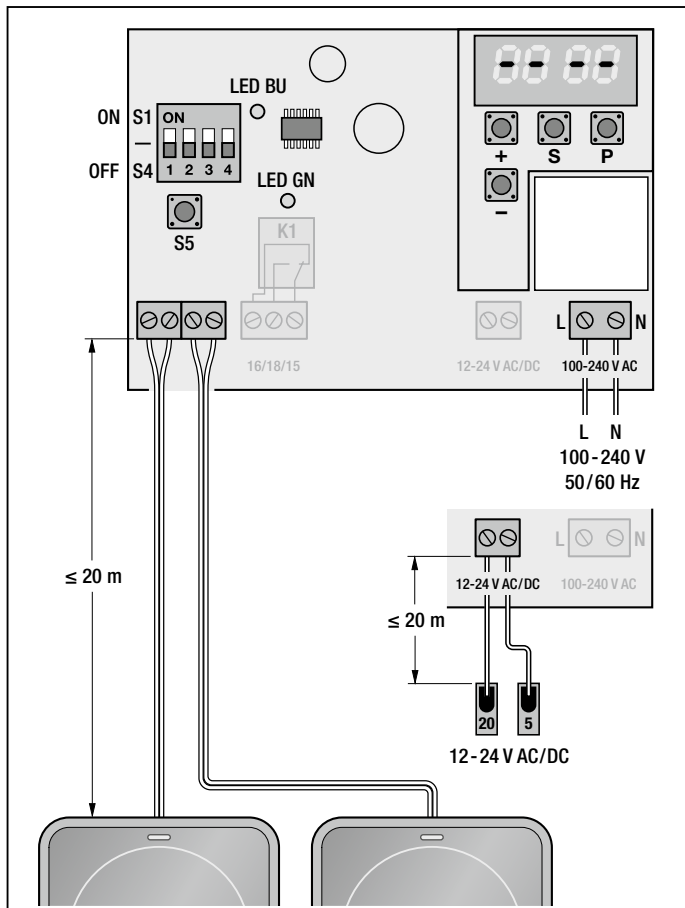 LED BU
ON S1 ON
—
OFF S4 1 2 3 4
LED GN
S5
K1
- - - -
+ S P
−
L N
16/18/15
12-24 V AC/DC
100-240 V AC
L N
100-240 V
50/60 Hz
L N
12-24 V AC/DC
100-240 V AC
≤ 20 m
≤ 20 m
20 5
12-24 V AC/DC